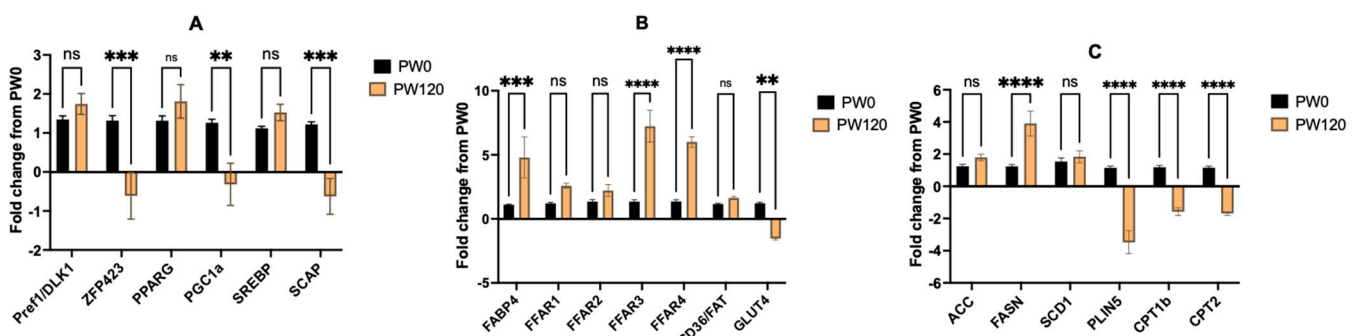 A
ns *** ns ** ns ***
PW0
PW120
Fold change from PW0
3
2
1
0
-1
-2
Pref1/DLK1
ZFP423
PPARG
PGC1a
SREBP
SCAP
B
*** ns ns **** **** ns **
PW0
PW120
Fold change from PW0
10
5
0
-5
FABP4
FFAR1
FFAR2
FFAR3
FFAR4
D36/FAT
GLUT4
C
ns **** ns **** **** ****
PW0
PW120
Fold change from PW0
6
4
2
0
-2
-4
-6
ACC
FASN
SCD1
PLIN5
CPT1b
CPT2